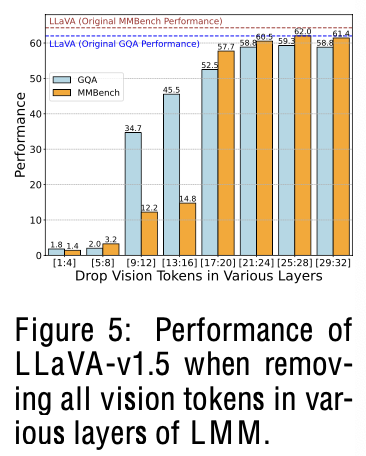 LLaVA (Original MMBench Performance)
LLaVA (Original GQA Performance)
Performance
60
50
40
30
20
10
0
GQA
MMBench
1.8 1.4 2.0 3.2 34.7 12.2 45.5 14.8 52.5 57.7 58.8 60.5 59.3 62.0 58.8 61.4
[1:4] [5:8] [9:12] [13:16] [17:20] [21:24] [25:28] [29:32]
Drop Vision Tokens in Various Layers
Figure 5: Performance of
LLaVA-v1.5 when remov-
ing all vision tokens in var-
ious layers of LMM.